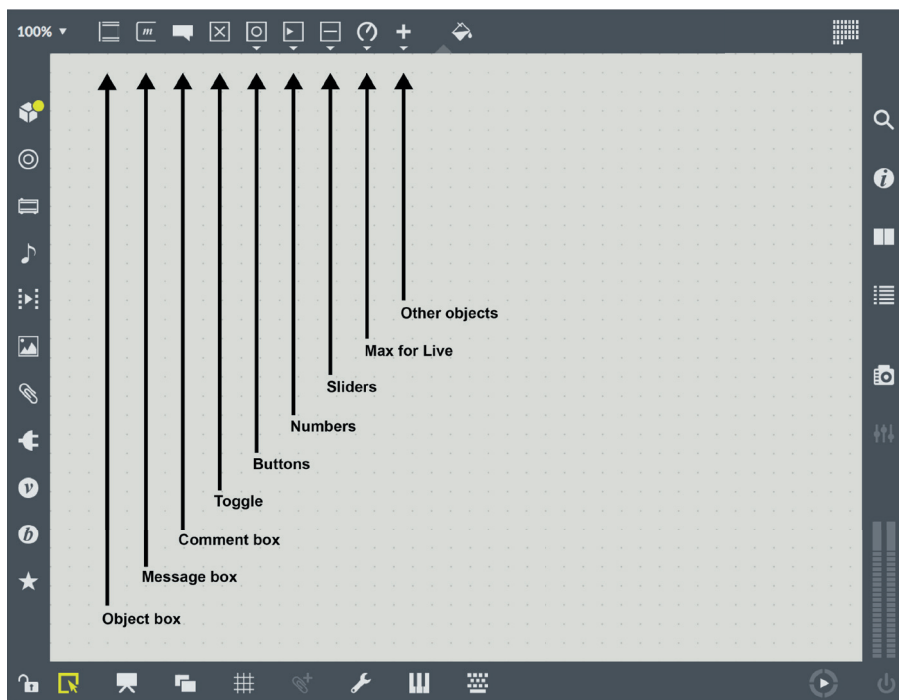 100%
m
Other objects
Max for Live
Sliders
Numbers
Buttons
Toggle
Comment box
Message box
Object box
i
v
b